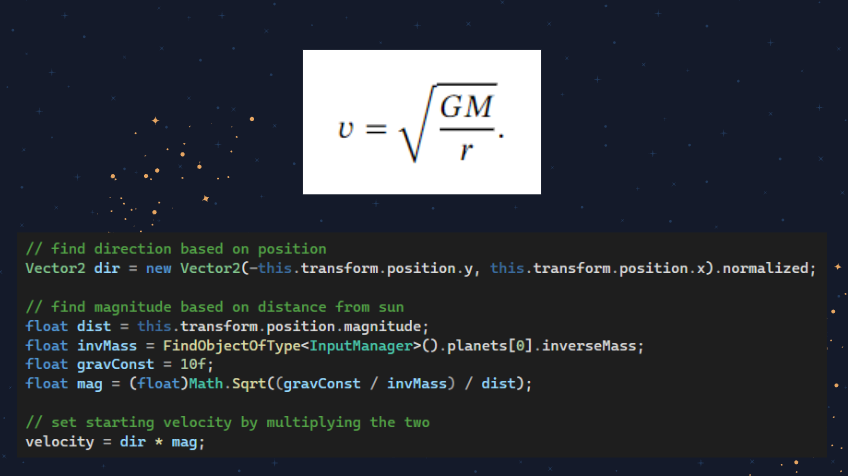 v = √GM/r.
// find direction based on position
Vector2 dir = new Vector2(-this.transform.position.y, this.transform.position.x).normalized;
// find magnitude based on distance from sun
float dist = this.transform.position.magnitude;
float invMass = FindObjectOfType<InputManager>().planets[0].inverseMass;
float gravConst = 10f;
float mag = (float)Math.Sqrt((gravConst / invMass) / dist);
// set starting velocity by multiplying the two
velocity = dir * mag;